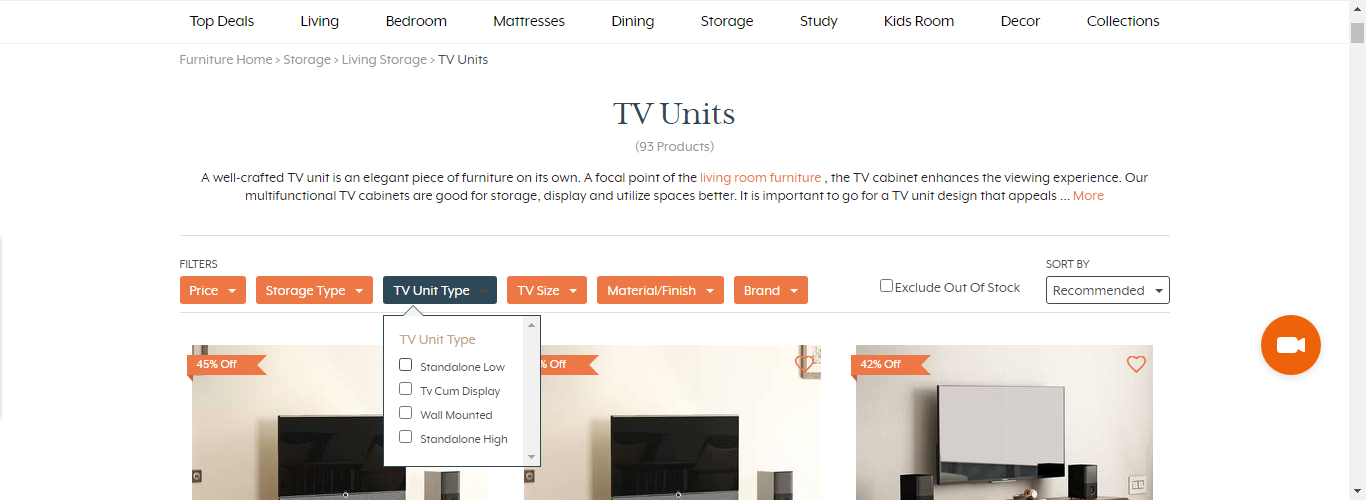 Top Deals Living Bedroom Mattresses Dining Storage Study Kids Room Decor Collections
Furniture Home > Storage > Living Storage > TV Units
TV Units
(93 Products)
A well-crafted TV unit is an elegant piece of furniture on its own. A focal point of the living room furniture , the TV cabinet enhances the viewing experience. Our
multifunctional TV cabinets are good for storage, display and utilize spaces better. It is important to go for a TV unit design that appeals ... More
FILTERS
SORT BY
Price Storage Type TV Unit Type TV Size Material/Finish Brand
Exclude Out Of Stock
Recommended
TV Unit Type
Standalone Low
Tv Cum Display
Wall Mounted
Standalone High
45% Off
% Off
42% Off